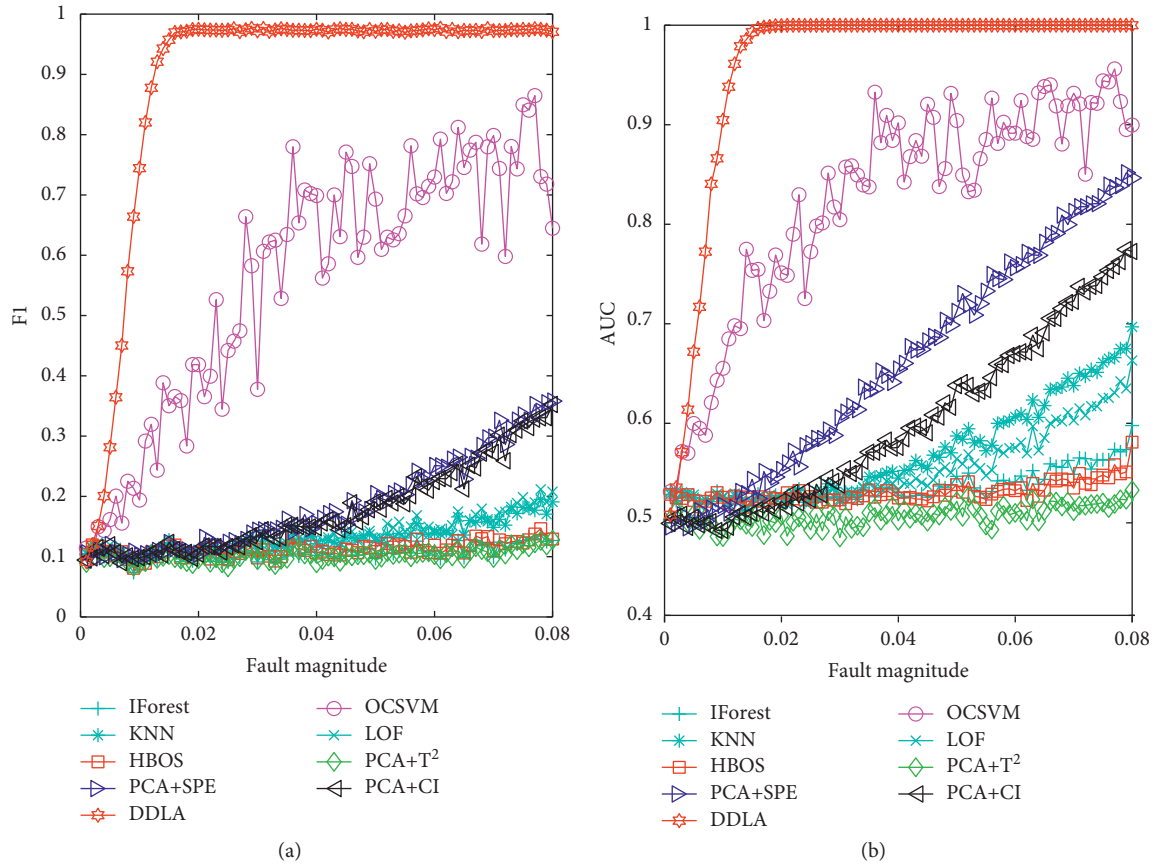 1
0.9
0.8
0.7
0.6
0.5
0.4
0.3
0.2
0.1
0
F1
0 0.02 0.04 0.06 0.08
Fault magnitude
IForest OCSVM
KNN LOF
HBOS PCA+T²
PCA+SPE PCA+CI
DDLA
(a)
1
0.9
0.8
0.7
0.6
0.5
0.4
AUC
0 0.02 0.04 0.06 0.08
Fault magnitude
IForest OCSVM
KNN LOF
HBOS PCA+T²
PCA+SPE PCA+CI
DDLA
(b)